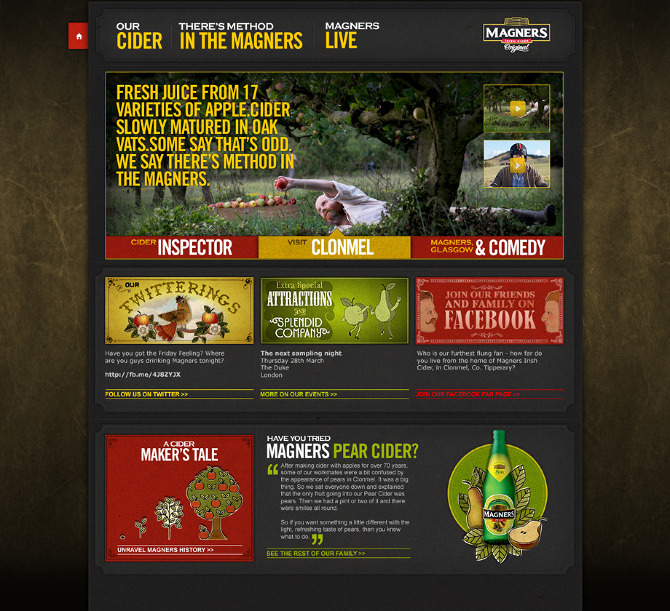 OUR
CIDER
THERE'S METHOD
IN THE MAGNERS
MAGNERS
LIVE
MAGNERS
Original
FRESH JUICE FROM 17
VARIETIES OF APPLE.CIDER
SLOWLY MATURED IN OAK
VATS.SOME SAY THAT'S ODD.
WE SAY THERE'S METHOD IN
THE MAGNERS.
CIDER INSPECTOR
VISIT CLONMEL
MAGNERS,
GLASGOW & COMEDY
OUR
TWITTERINGS
Extra Special
ATTRACTIONS
SPLENDID
COMPANY
JOIN OUR FRIENDS
AND FAMILY ON
FACEBOOK
Have you got the Friday Feeling? Where
are you guys drinking Magners tonight?
http://fb.me/4J8ZYJX
FOLLOW US ON TWITTER >>
The next sampling night
Thursday 28th March
The Duke
London
MORE ON OUR EVENTS >>
Who is our furthest flung fan - how far do
you live from the home of Magners Irish
Cider, in Clonmel, Co. Tipperary?
JOIN OUR FACEBOOK FAN PAGE >>
A CIDER
MAKER'S TALE
UNRAVEL MAGNERS HISTORY >>
HAVE YOU TRIED
MAGNERS PEAR CIDER?
After making cider with apples for over 70 years,
some of our workmates were a bit confused by
the appearance of pears in Clonmel. It was a big
thing. So we sat everyone down and explained
that the only fruit going into our Pear Cider was
pears. Then we had a pint or two of it and there
were smiles all round.
So if you want something a little different with the
light, refreshing taste of pears, then you know
what to do.
SEE THE REST OF OUR FAMILY >>
MAGNERS